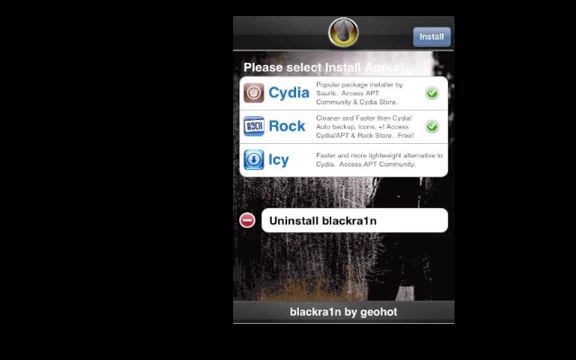 Install
Please select Install App(s)
Cydia
Popular package installer by
Saurik. Access APT
Community & Cydia Store.
ROCK
Rock
Cleaner and Faster then Cydia!
Auto backup, icons, +! Access
Cydia/APT & Rock Store. Free!
Icy
Faster and more lightweight alternative to
Cydia. Access APT Community.
Uninstall blackra1n
blackra1n by geohot